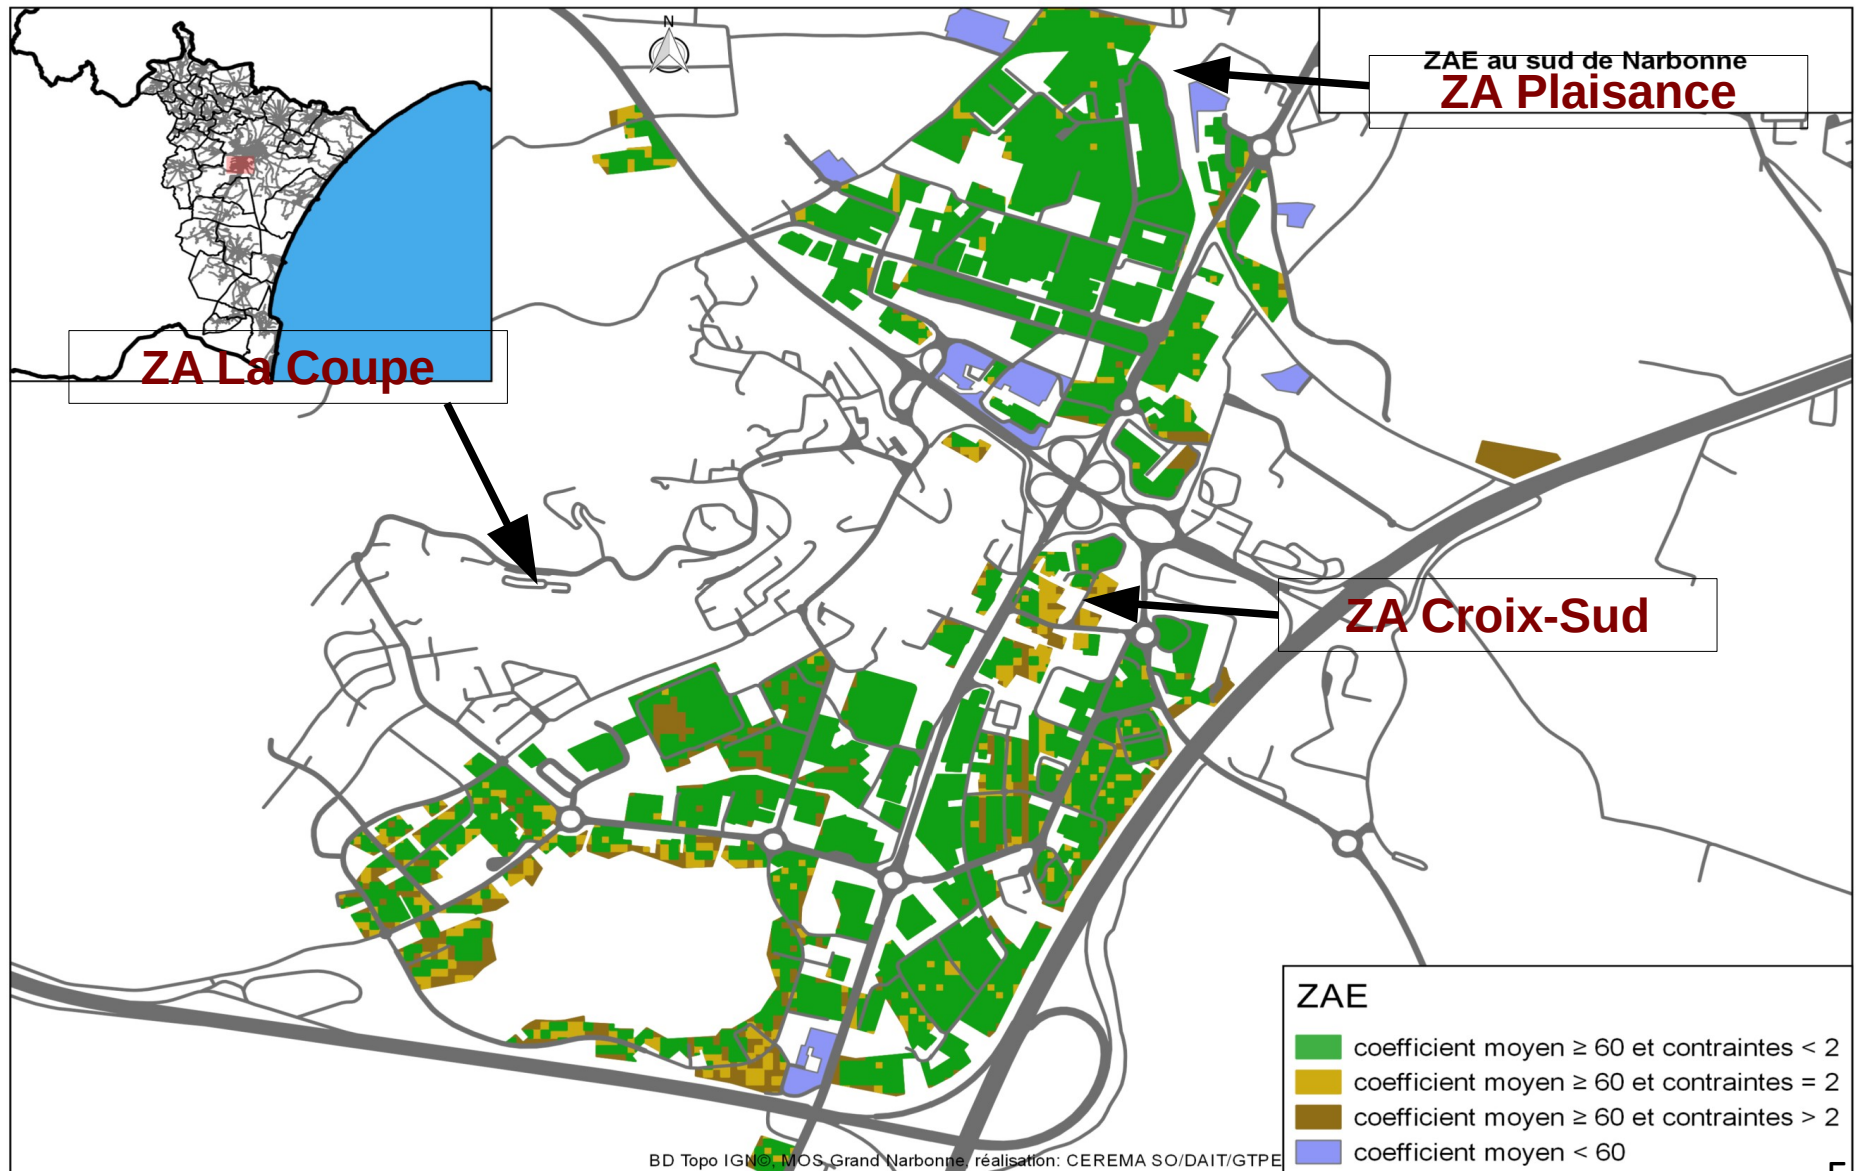 N
ZAE au sud de Narbonne
ZA Plaisance
ZA La Coupe
ZA Croix-Sud
ZAE
coefficient moyen ≥ 60 et contraintes < 2
coefficient moyen ≥ 60 et contraintes = 2
coefficient moyen ≥ 60 et contraintes > 2
coefficient moyen < 60
BD Topo IGN©, MOS Grand Narbonne, réalisation: CEREMA SO/DAIT/GTPE